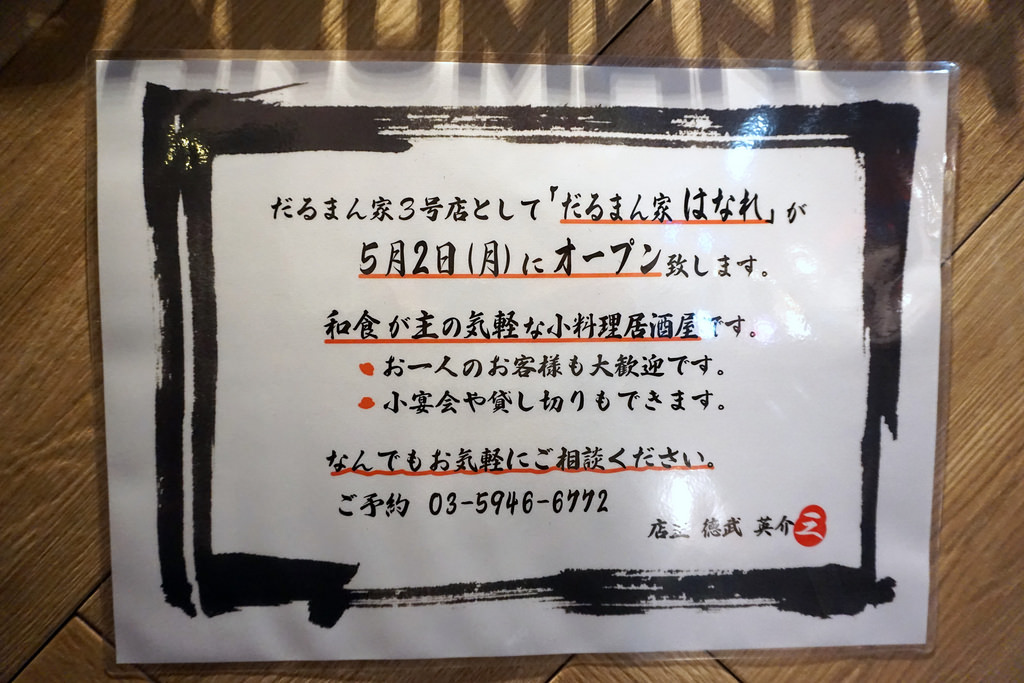 だるまん家3号店として「だるまん家 はなれ」が
5月2日(月)にオープン致します。
和食が主の気軽な小料理居酒屋です。
お一人のお客様も大歓迎です。
小宴会や貸し切りもできます。
なんでもお気軽にご相談ください。
ご予約 03-5946-6772
店主 徳武 英介 三